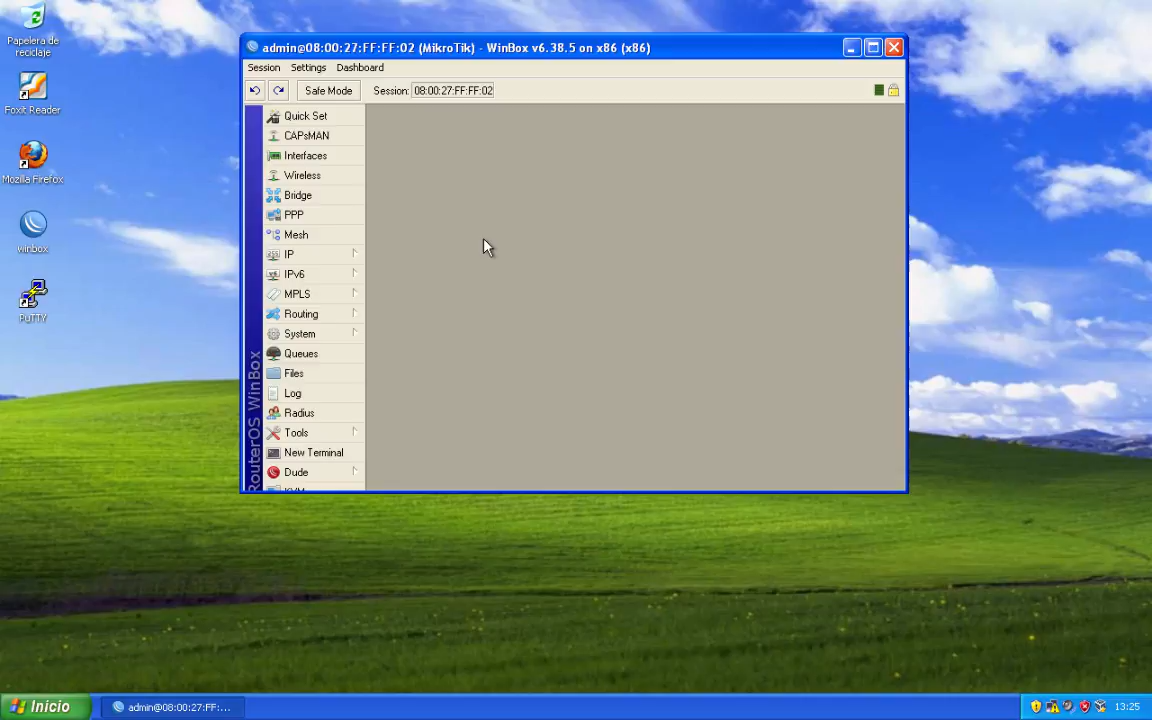 Papelera de
reciclaje
Foxit Reader
Mozilla Firefox
winbox
PuTTY
admin@08:00:27:FF:FF:02 (MikroTik) - WinBox v6.38.5 on x86 (x86)
Session Settings Dashboard
Safe Mode Session: 08:00:27:FF:FF:02
Quick Set
CAPsMAN
Interfaces
Wireless
Bridge
PPP
Mesh
IP
IPv6
MPLS
Routing
System
Queues
Files
Log
Radius
Tools
New Terminal
Dude
RouterOS WinBox
Inicio
admin@08:00:27:FF:...
13:25